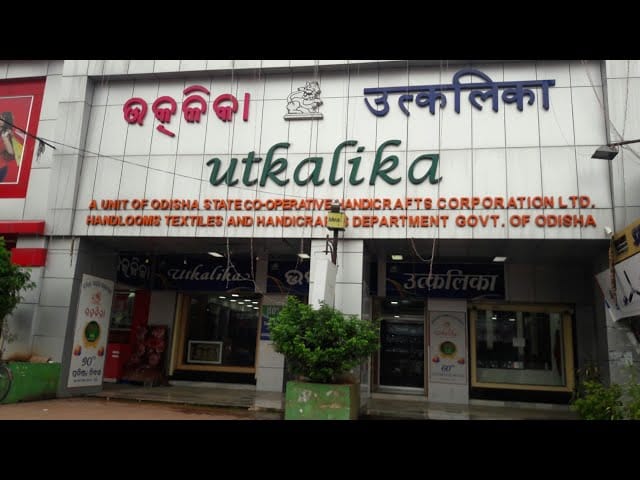 ଉତ୍କଳିକା
उत्कलिका
utkalika
A UNIT OF ODISHA STATE CO-OPERATIVE HANDICRAFTS CORPORATION LTD.
HANDLOOMS TEXTILES AND HANDICRAFTS DEPARTMENT GOVT. OF ODISHA
Utkalika
उत्कलिका